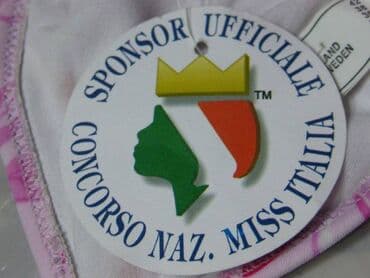 SPONSOR UFFICIALE
CONCORSO NAZ. MISS ITALIA
TM